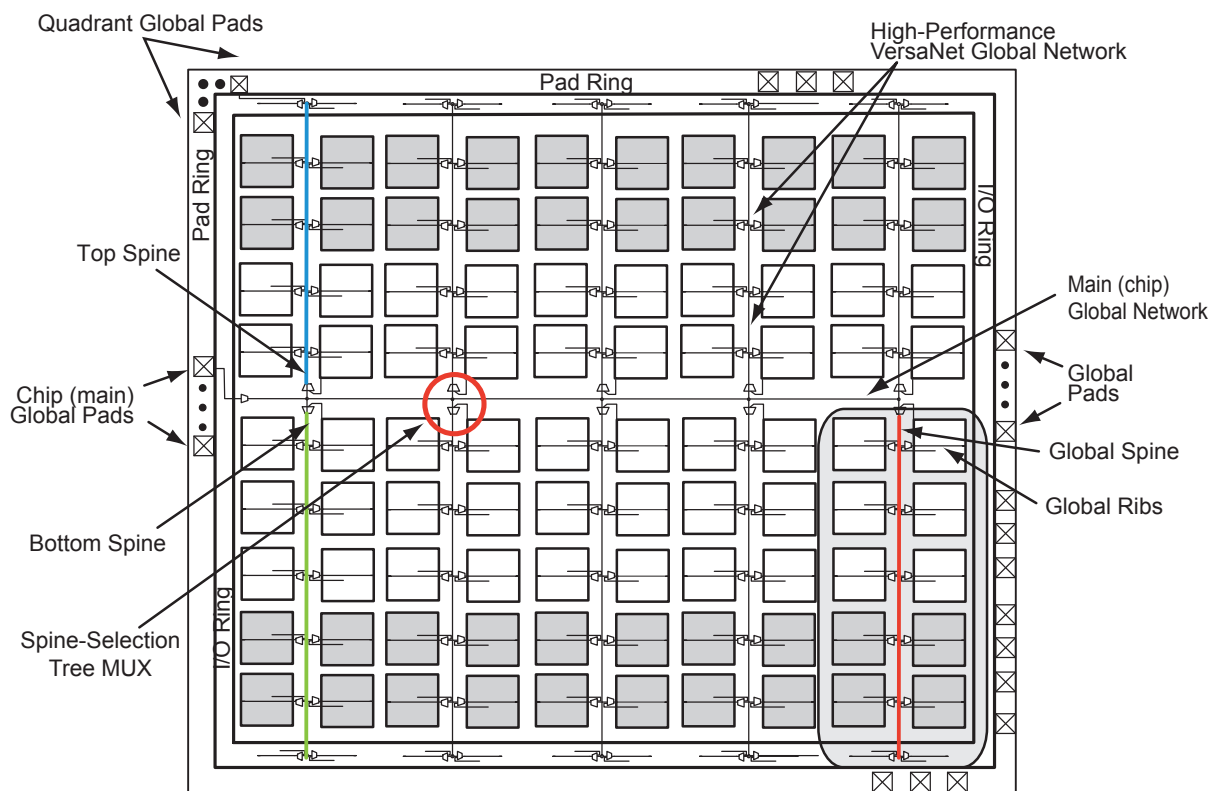 Quadrant Global Pads
High-Performance
VersaNet Global Network
Pad Ring
Pad Ring
I/O Ring
Top Spine
Main (chip)
Global Network
Chip (main)
Global Pads
Global
Pads
Global Spine
Global Ribs
Bottom Spine
I/O Ring
Spine-Selection
Tree MUX